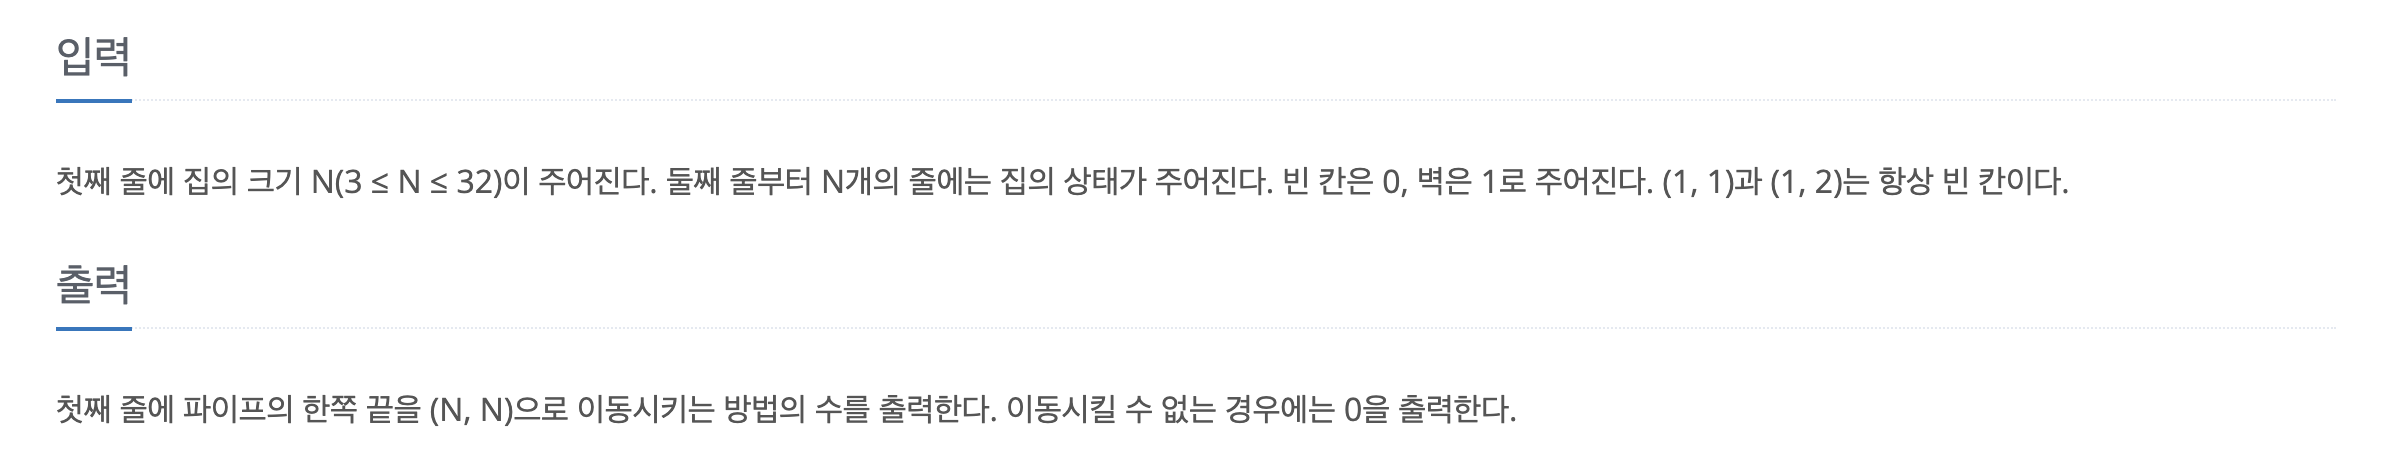 입력
첫째 줄에 집의 크기 N(3 ≤ N ≤ 32)이 주어진다. 둘째 줄부터 N개의 줄에는 집의 상태가 주어진다. 빈 칸은 0, 벽은 1로 주어진다. (1, 1)과 (1, 2)는 항상 빈 칸이다.
출력
첫째 줄에 파이프의 한쪽 끝을 (N, N)으로 이동시키는 방법의 수를 출력한다. 이동시킬 수 없는 경우에는 0을 출력한다.